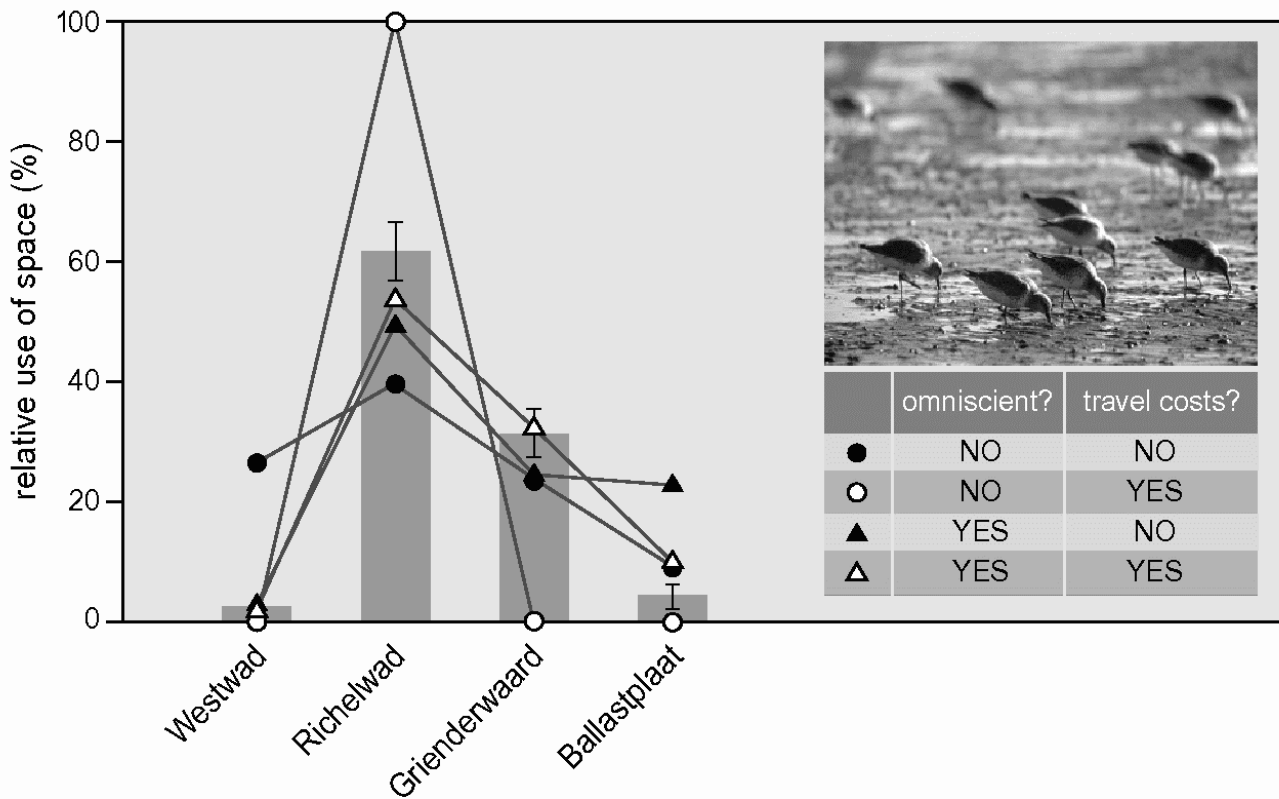 relative use of space (%)
100
80
60
40
20
0
Westwad
Richelwad
Grienderwaard
Ballastplaat
omniscient? travel costs?
NO NO
NO YES
YES NO
YES YES